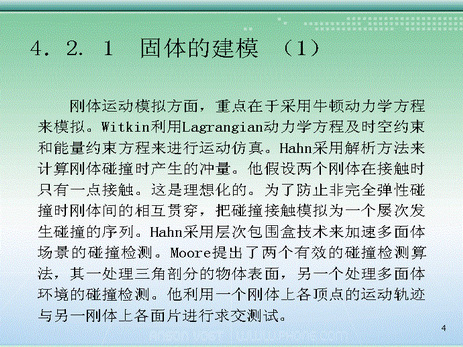 4. 2. 1 固体的建模 （1）
刚体运动模拟方面，重点在于采用牛顿动力学方程
来模拟。Witkin利用Lagrangian动力学方程及时空约束
和能量约束方程来进行运动仿真。Hahn采用解析方法来
计算刚体碰撞时产生的冲量。他假设两个刚体在接触时
只有一点接触。这是理想化的。为了防止非完全弹性碰
撞时刚体间的相互贯穿，把碰撞接触模拟为一个屡次发
生碰撞的序列。Hahn采用层次包围盒技术来加速多面体
场景的碰撞检测。Moore提出了两个有效的碰撞检测算
法，其一处理三角剖分的物体表面，另一个处理多面体
环境的碰撞检测。他利用一个刚体上各顶点的运动轨迹
与另一刚体上各面片进行求交测试。
4